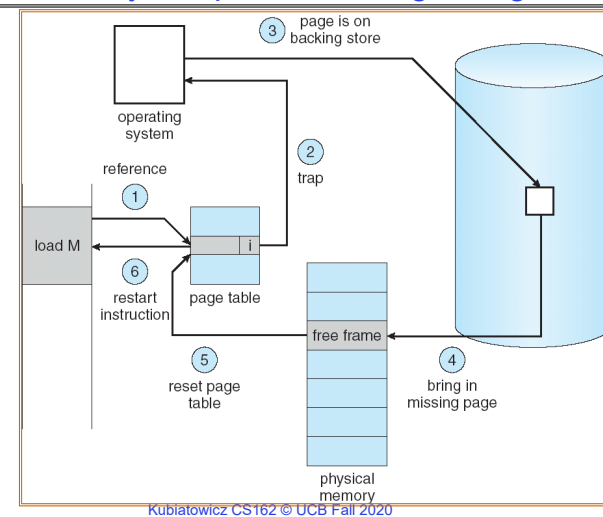 3
page is on
backing store
operating
system
2
trap
reference
1
load M
i
6
restart
instruction
page table
free frame
5
reset page
table
4
bring in
missing page
physical
memory
Kubiatowicz CS162 © UCB Fall 2020